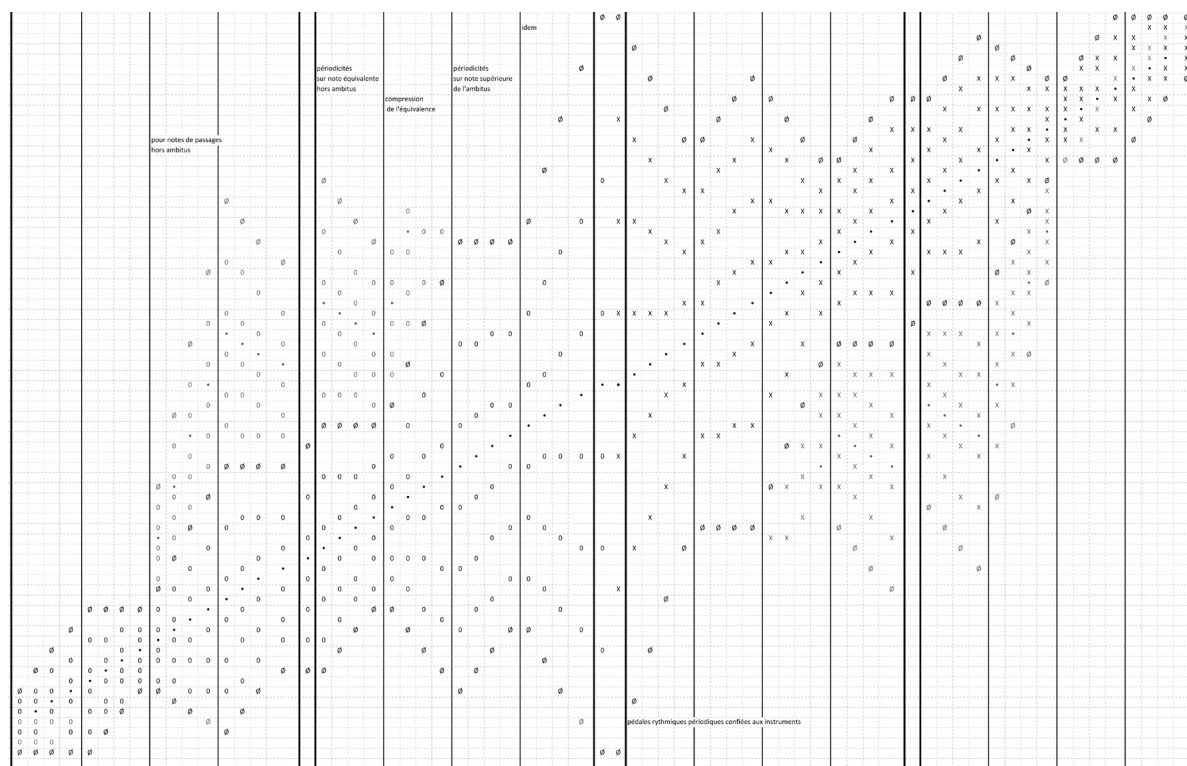 idem
périodicités
sur note équivalente
hors ambitus
périodicités
sur note supérieure
de l'ambitus
compression
de l'équivalence
pour notes de passages
hors ambitus
pédales rythmiques périodiques confiées aux instruments